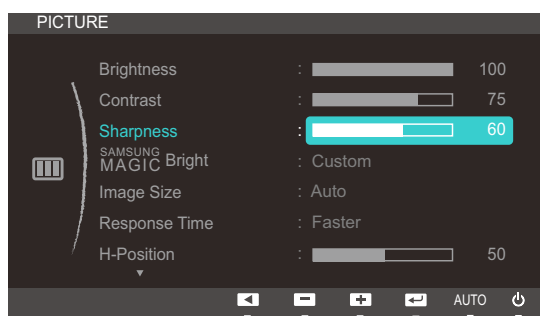 PICTURE
Brightness : 100
Contrast : 75
Sharpness : 60
SAMSUNG
MAGIC Bright : Custom
Image Size : Auto
Response Time : Faster
H-Position : 50
AUTO